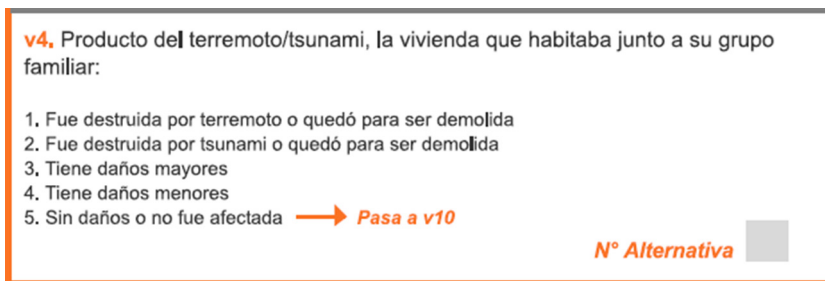 v4. Producto del terremoto/tsunami, la vivienda que habitaba junto a su grupo
familiar:
1. Fue destruida por terremoto o quedó para ser demolida
2. Fue destruida por tsunami o quedó para ser demolida
3. Tiene daños mayores
4. Tiene daños menores
5. Sin daños o no fue afectada Pasa a v10
N° Alternativa